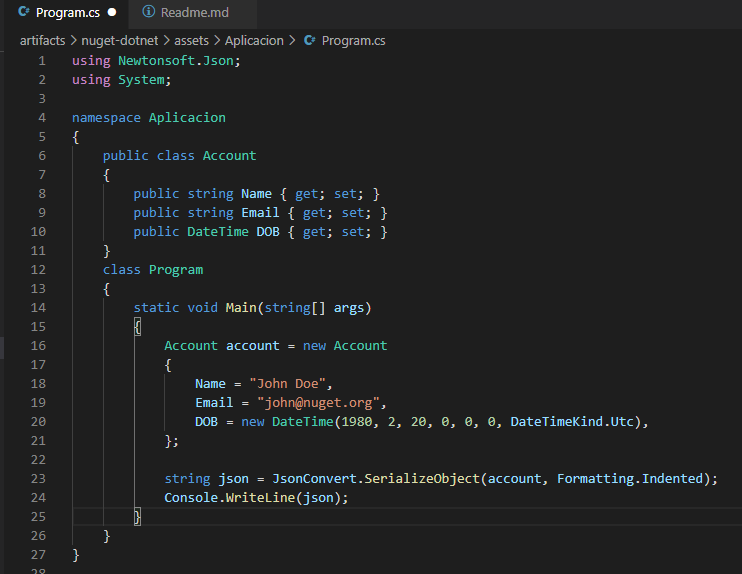 Program.cs Readme.md
artifacts > nuget-dotnet > assets > Aplicacion > Program.cs
1 using Newtonsoft.Json;
2 using System;
3
4 namespace Aplicacion
5 {
6     public class Account
7     {
8         public string Name { get; set; }
9         public string Email { get; set; }
10         public DateTime DOB { get; set; }
11     }
12     class Program
13     {
14         static void Main(string[] args)
15         {
16             Account account = new Account
17             {
18                 Name = "John Doe",
19                 Email = "john@nuget.org",
20                 DOB = new DateTime(1980, 2, 20, 0, 0, 0, DateTimeKind.Utc),
21             };
22
23             string json = JsonConvert.SerializeObject(account, Formatting.Indented);
24             Console.WriteLine(json);
25         }
26     }
27 }
28